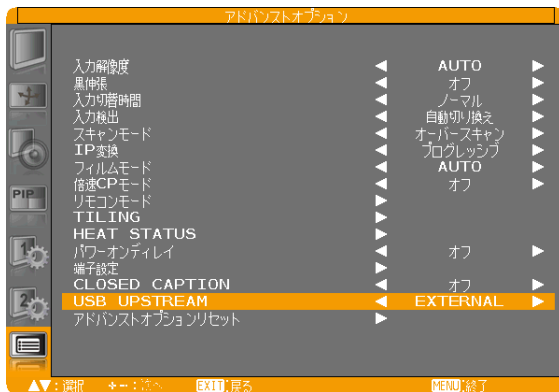 アドバンストオプション
入力解像度 ◀ AUTO ▶
黒伸張 ◀ オフ ▶
入力切替時間 ◀ ノーマル ▶
入力検出 ◀ 自動切り換え ▶
スキャンモード ◀ オーバースキャン ▶
IP変換 ◀ プログレッシブ ▶
フィルムモード ◀ AUTO ▶
倍速CPモード ◀ オフ ▶
リモコンモード ▶
TILING ▶
HEAT STATUS ▶
パワーオンディレイ ◀ オフ ▶
端子設定 ▶
CLOSED CAPTION ◀ オフ ▶
USB UPSTREAM ◀ EXTERNAL ▶
アドバンストオプションリセット ▶
PIP
1
2
▲▼:選択 +-:次へ EXIT:戻る MENU:終了